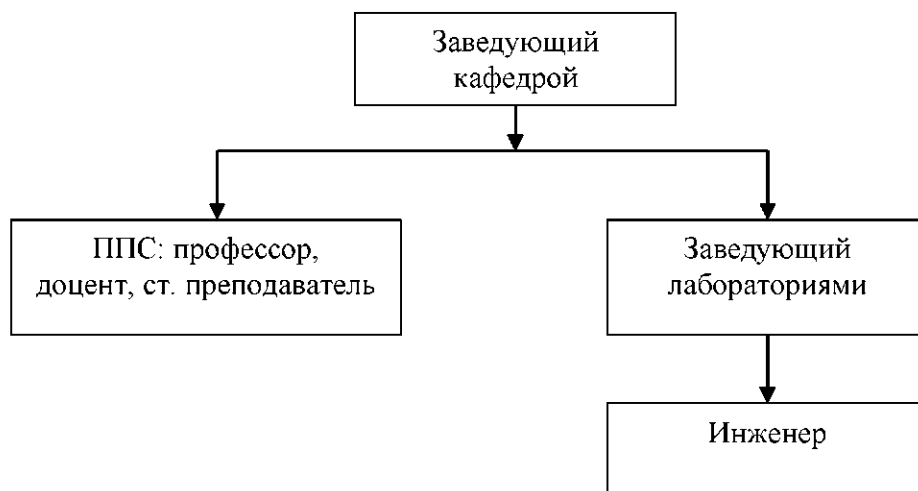 Заведующий
кафедрой
ППС: профессор,
доцент, ст. преподаватель
Заведующий
лабораториями
Инженер